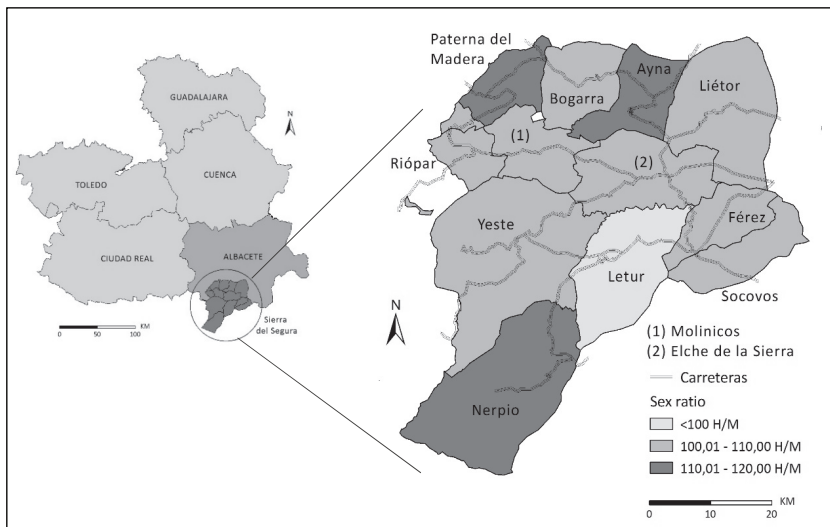 GUADALAJARA
N
TOLEDO
CUENCA
CIUDAD REAL
ALBACETE
Sierra
del Segura
0 50 100
KM
Paterna del
Madera
Bogarra
Ayna
Liétor
(1)
(2)
Riópar
Yeste
Férez
Letur
Socovos
N
Nerpio
(1) Molinicos
(2) Elche de la Sierra
Carreteras
Sex ratio
<100 H/M
100,01 - 110,00 H/M
110,01 - 120,00 H/M
KM
0 10 20